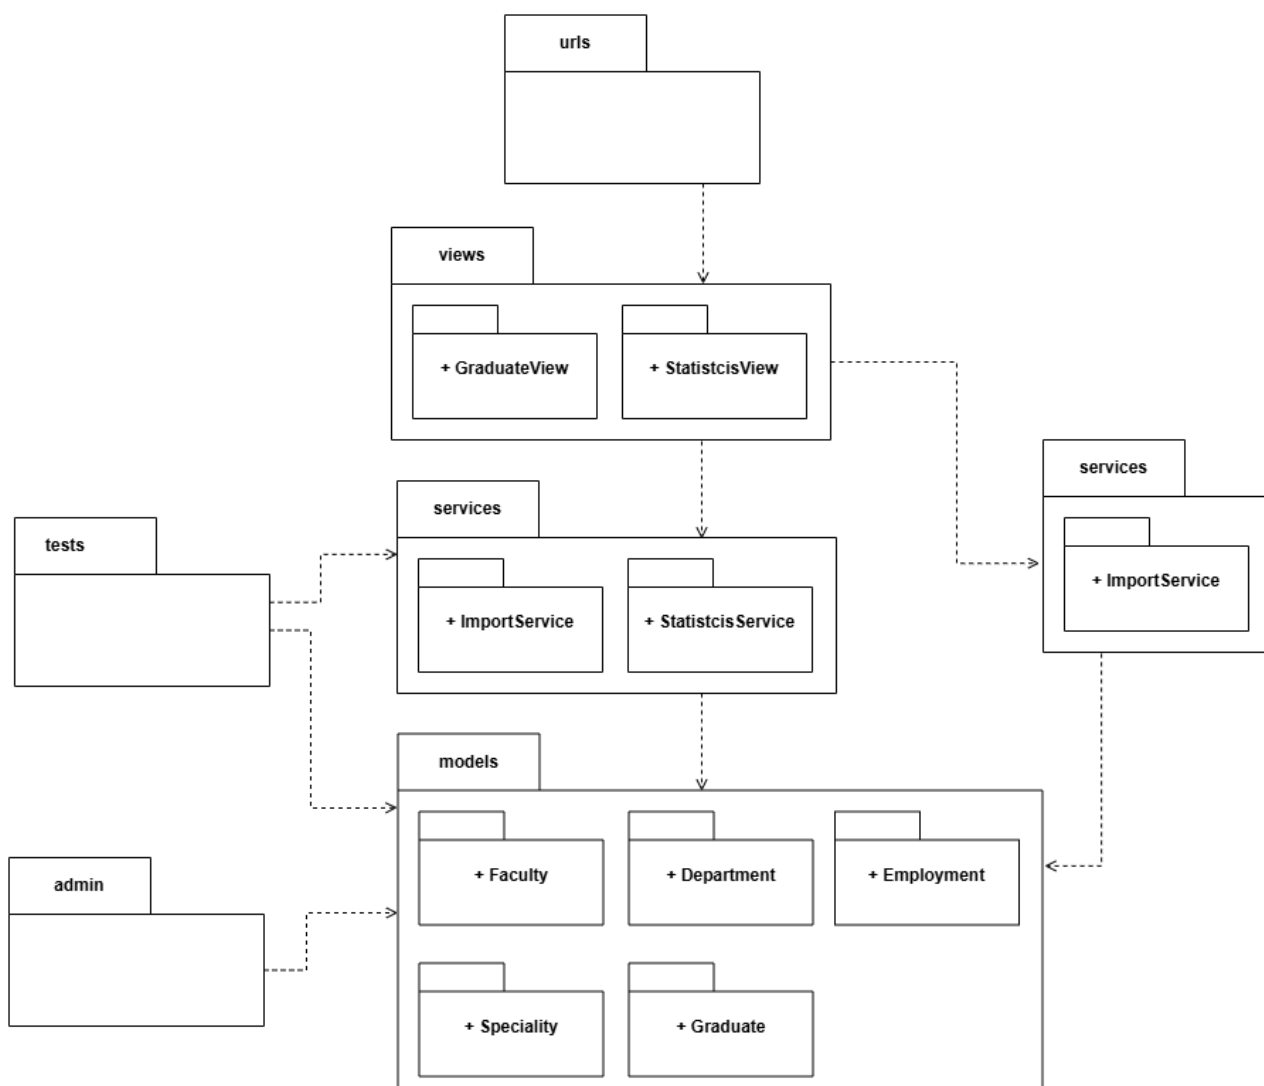 urls
views
+ GraduateView
+ StatistcisView
services
+ ImportService
tests
services
+ ImportService
+ StatistcisService
models
+ Faculty
+ Department
+ Employment
admin
+ Speciality
+ Graduate